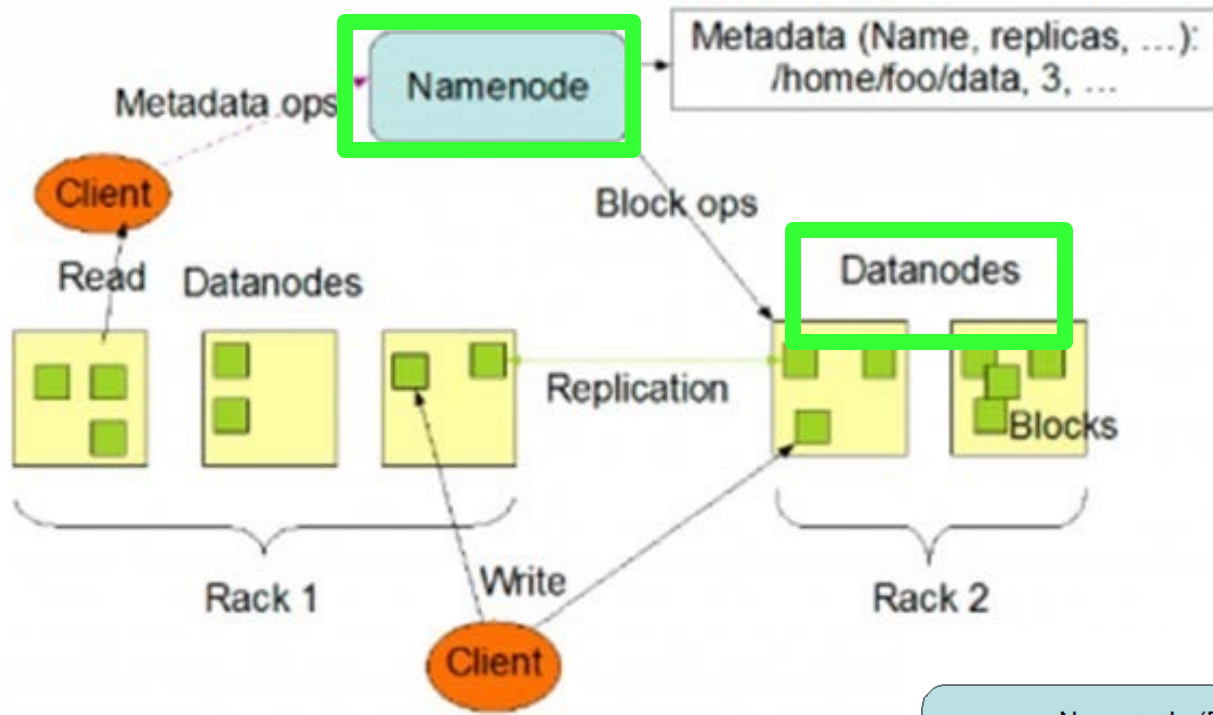 Metadata (Name, replicas, ...):
/home/foo/data, 3, ...
Namenode
Metadata ops
Client
Block ops
Read
Datanodes
Datanodes
Replication
Blocks
Rack 1
Write
Rack 2
Client